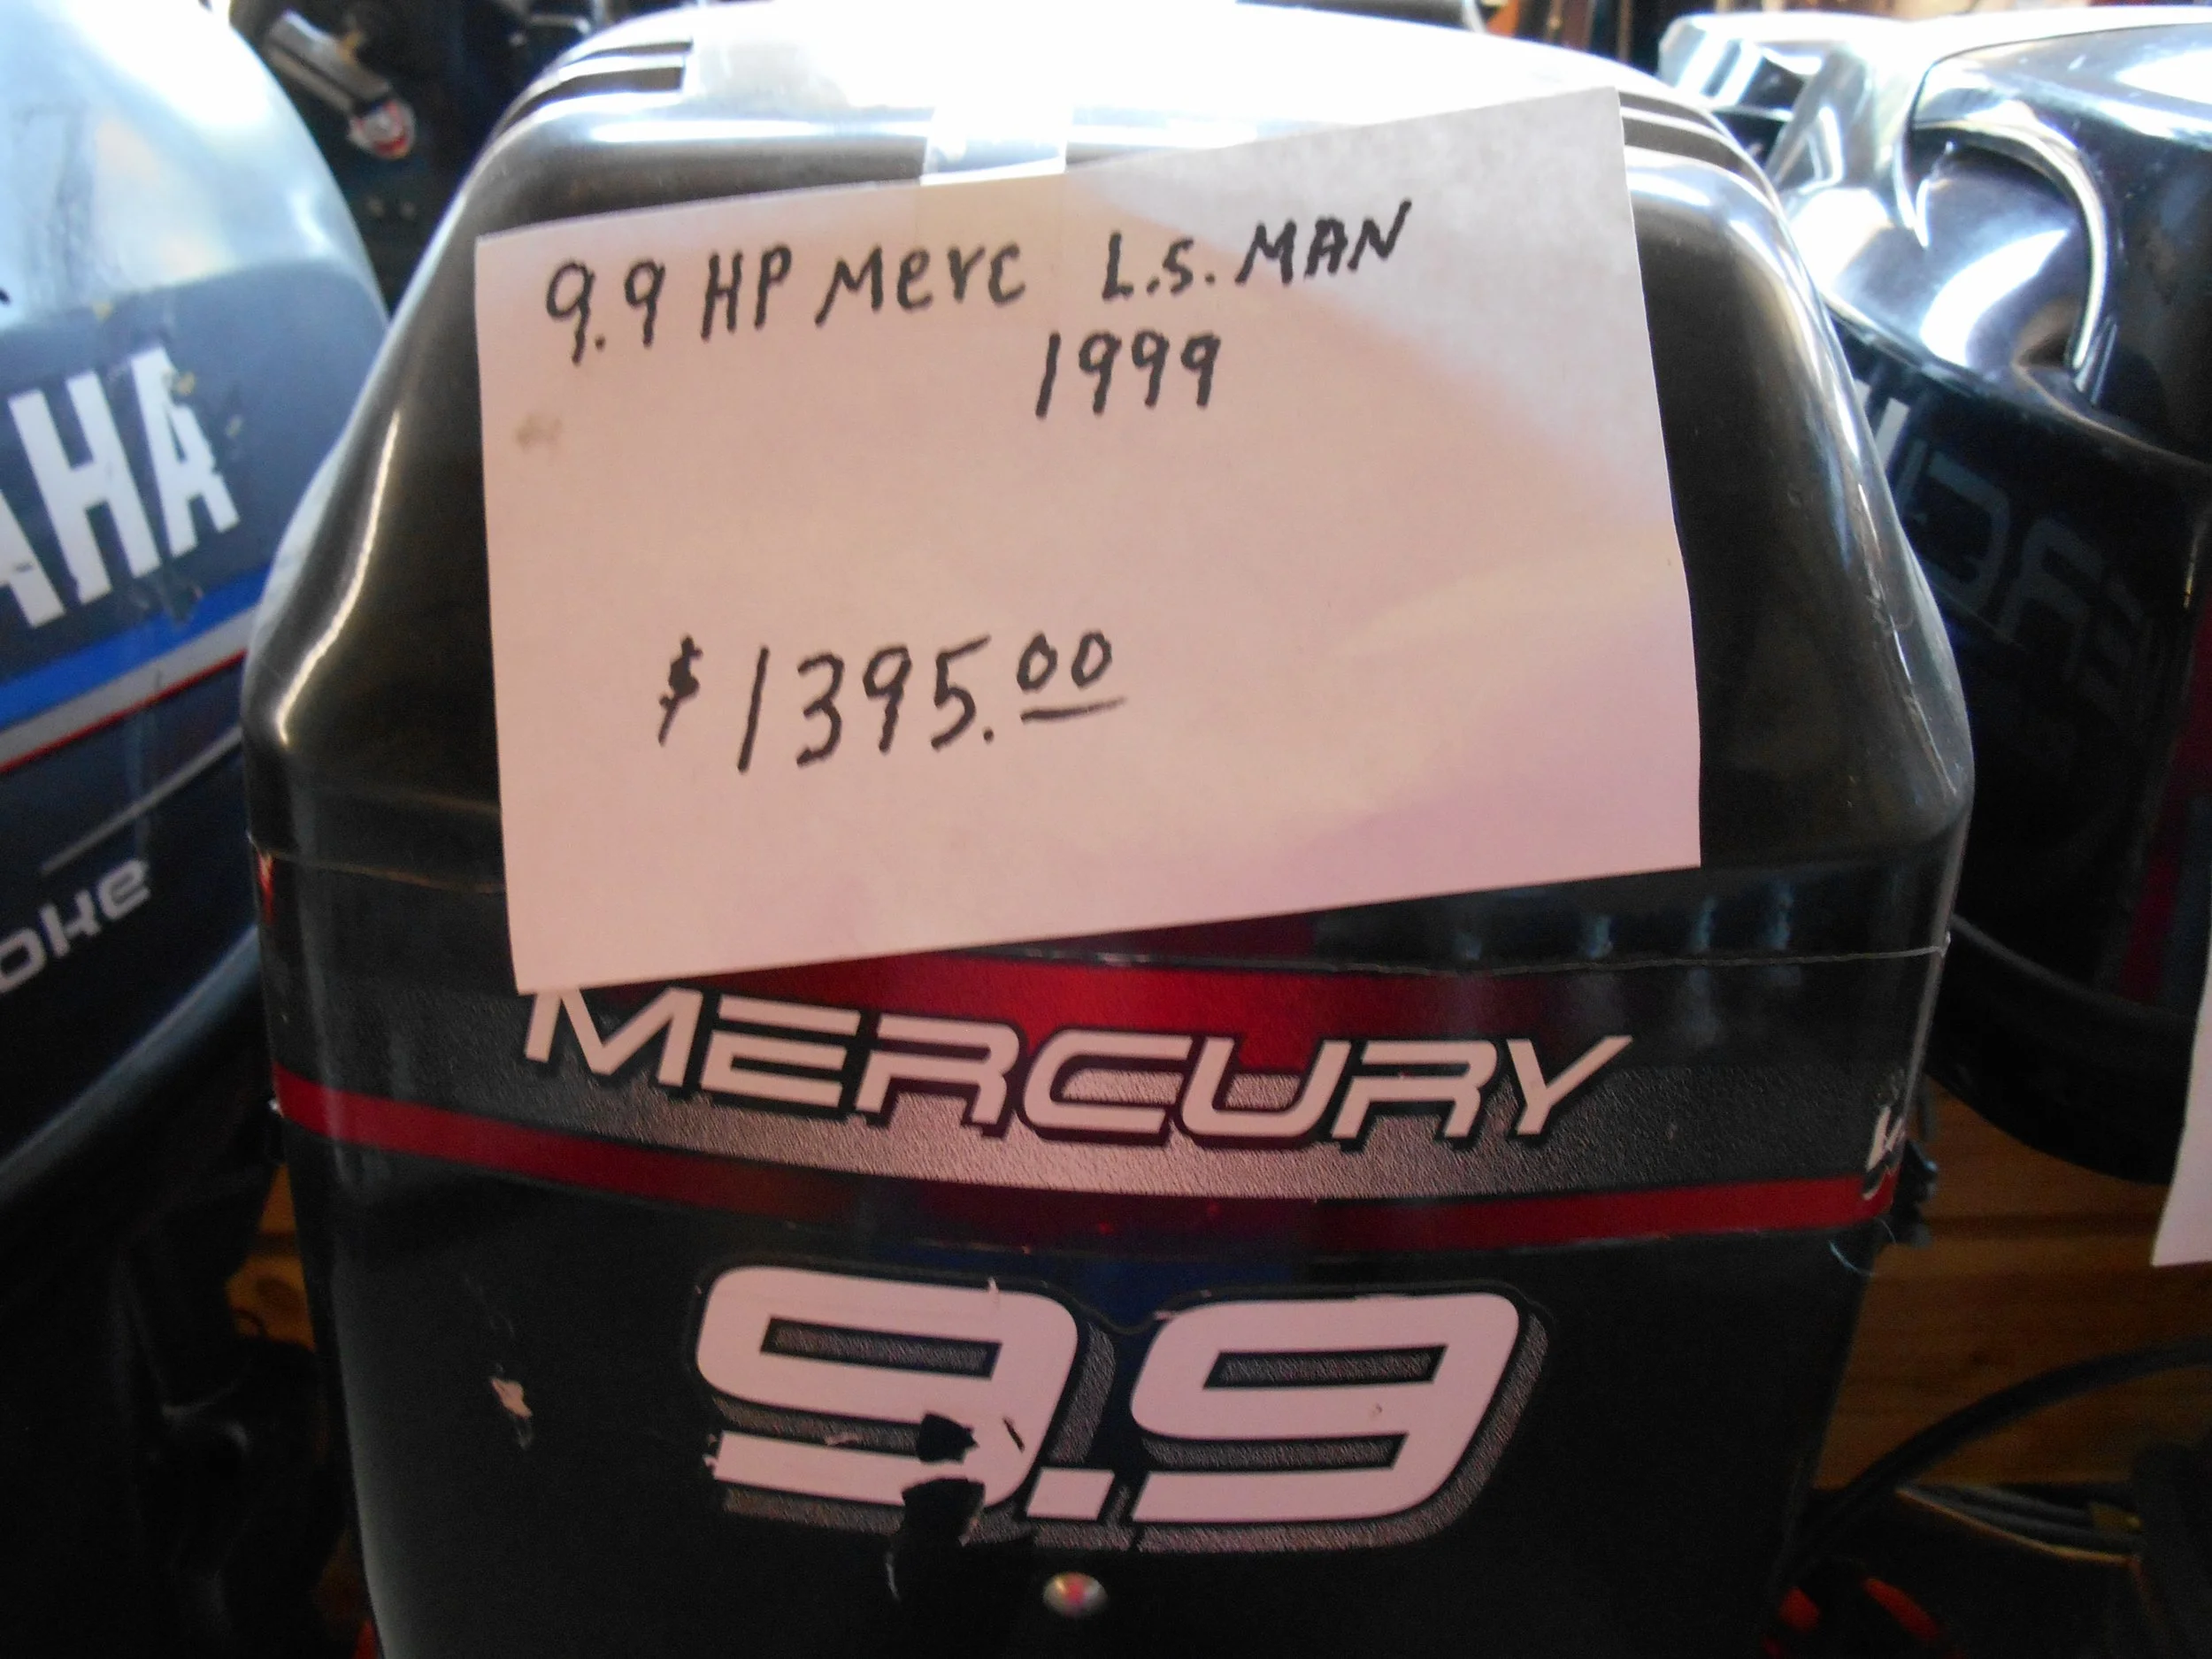 9.9 HP Merc L.S. MAN
1999
$1395.00
MERCURY
9.9
AHA
oke